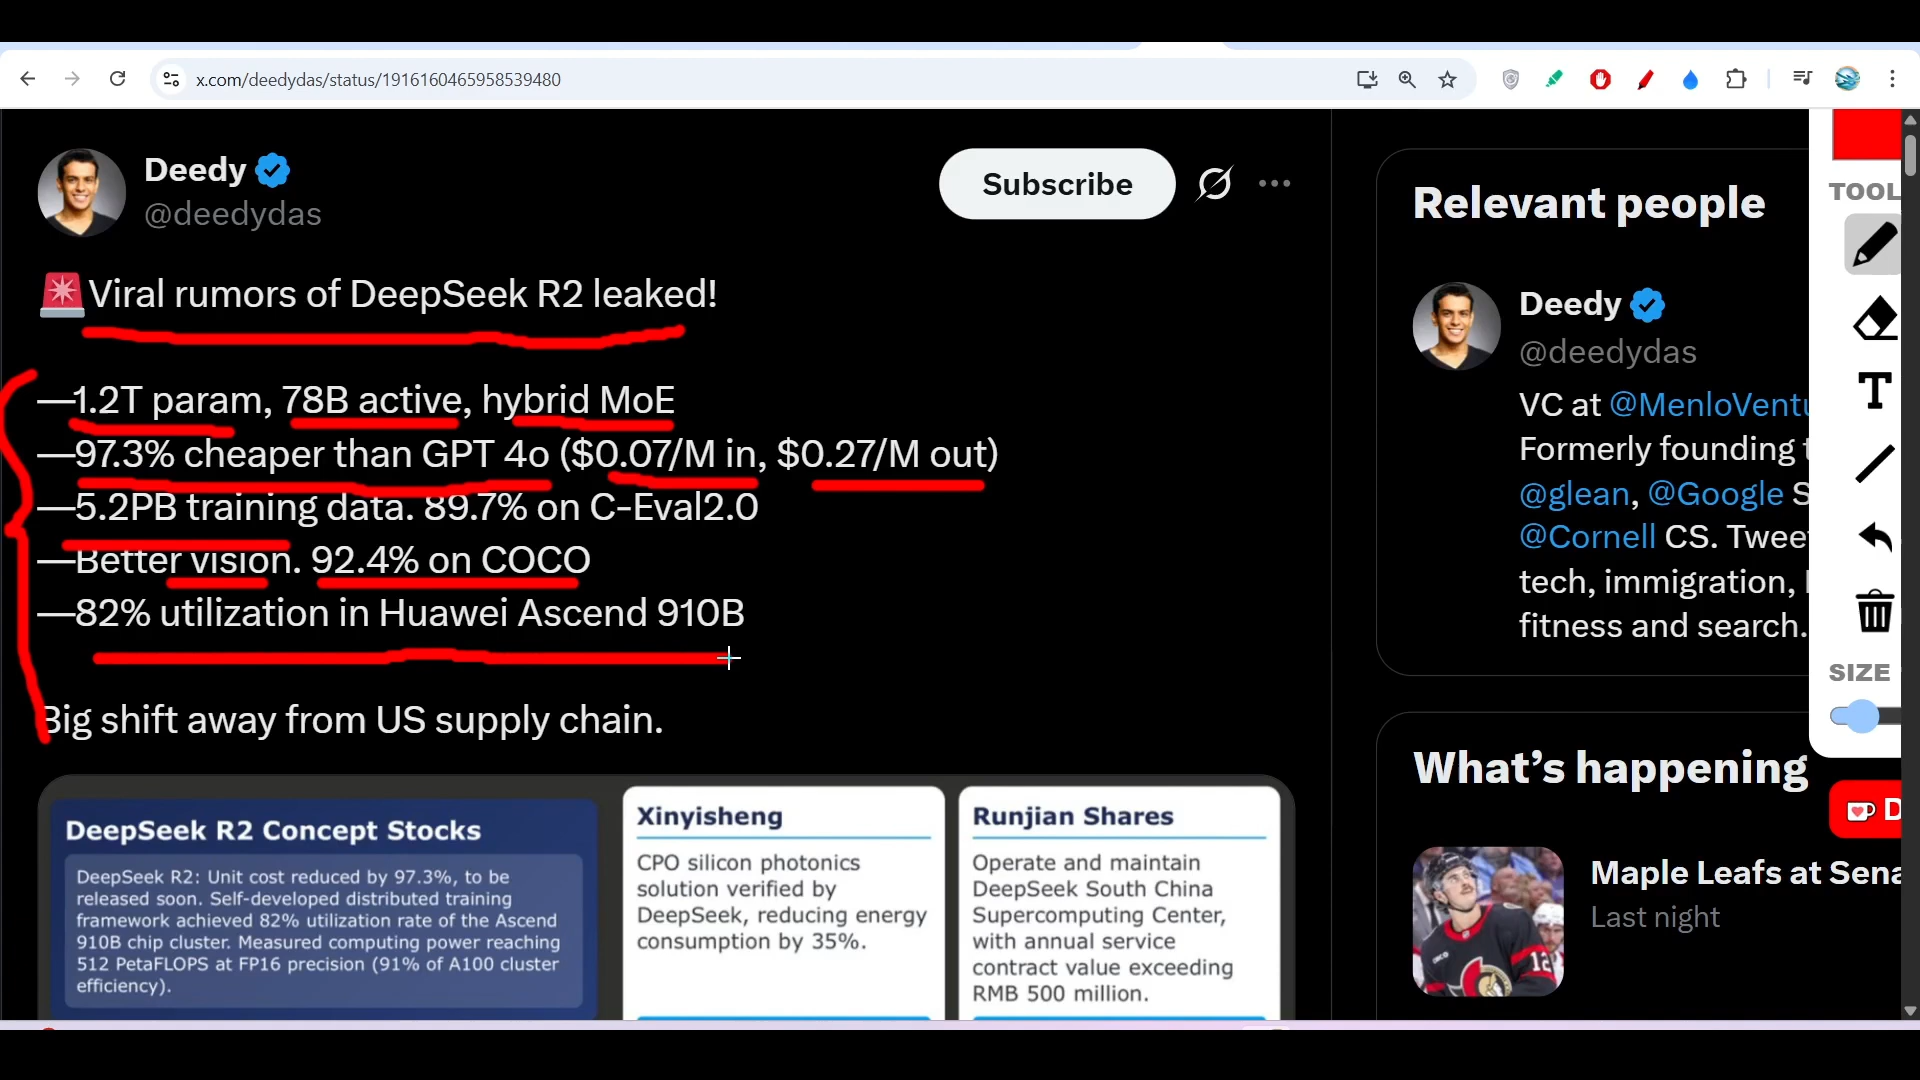 x.com/deedydas/status/1916160465958539480
Deedy
@deedydas
Subscribe
🚨Viral rumors of DeepSeek R2 leaked!
—1.2T param, 78B active, hybrid MoE
—97.3% cheaper than GPT 4o ($0.07/M in, $0.27/M out)
—5.2PB training data. 89.7% on C-Eval2.0
—Better vision. 92.4% on COCO
—82% utilization in Huawei Ascend 910B
Big shift away from US supply chain.
DeepSeek R2 Concept Stocks
DeepSeek R2: Unit cost reduced by 97.3%, to be
released soon. Self-developed distributed training
framework achieved 82% utilization rate of the Ascend
910B chip cluster. Measured computing power reaching
512 PetaFLOPS at FP16 precision (91% of A100 cluster
efficiency).
Xinyisheng
CPO silicon photonics
solution verified by
DeepSeek, reducing energy
consumption by 35%.
Runjian Shares
Operate and maintain
DeepSeek South China
Supercomputing Center,
with annual service
contract value exceeding
RMB 500 million.
Relevant people
Deedy
@deedydas
VC at @MenloVentu
Formerly founding t
@glean, @Google S
@Cornell CS. Tweet
tech, immigration,
fitness and search.
What's happening
Maple Leafs at Sena
Last night
12
TOOL
T
SIZE
D